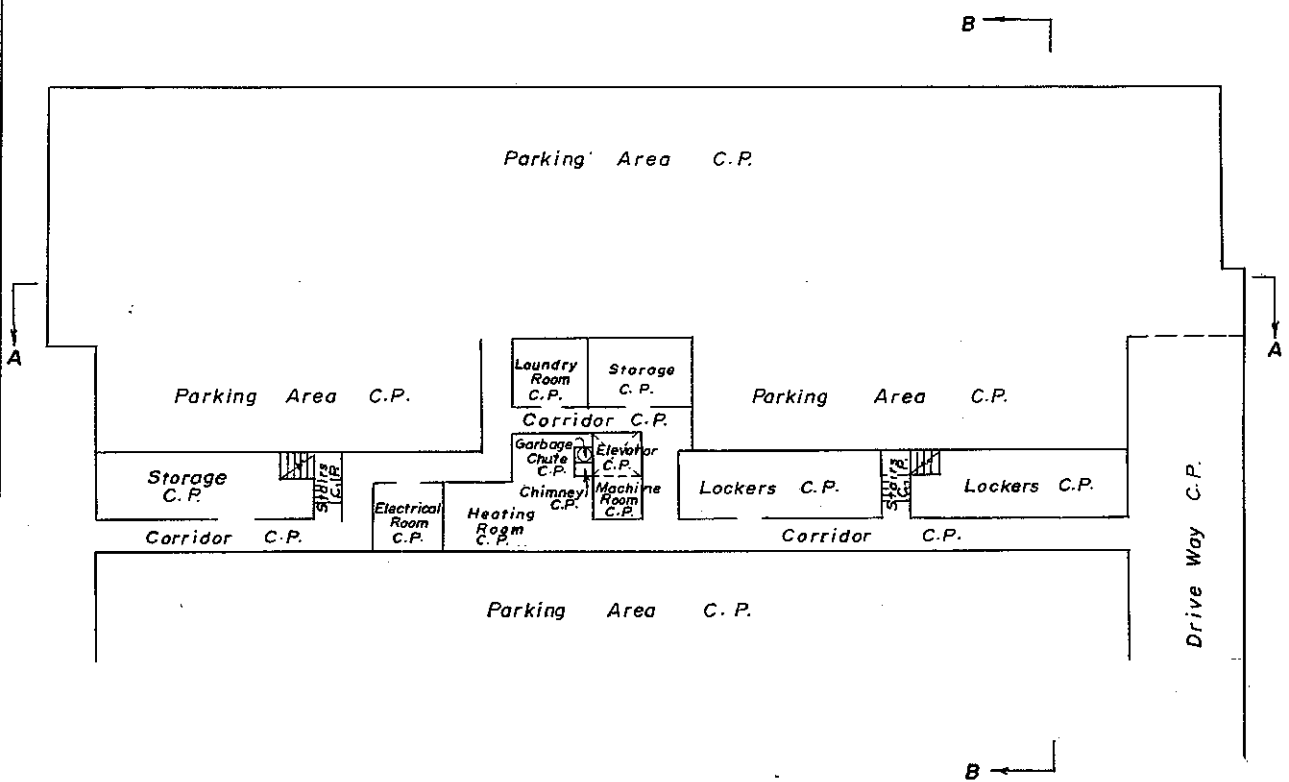 B
Parking Area C.P.
A
A
Laundry
Room
C.P.
Storage
C.P.
Parking Area C.P.
Parking Area C.P.
Corridor C.P.
Garbage
Chute
C.P.
Elevator
C.P.
Storage
C.P.
Stairs
C.P.
Chimney
C.P.
Machine
Room
C.P.
Lockers C.P.
Stairs
C.P.
Lockers C.P.
Electrical
Room
C.P.
Heating
Room
C.P.
Corridor C.P.
Corridor C.P.
Drive Way C.P.
Parking Area C.P.
B